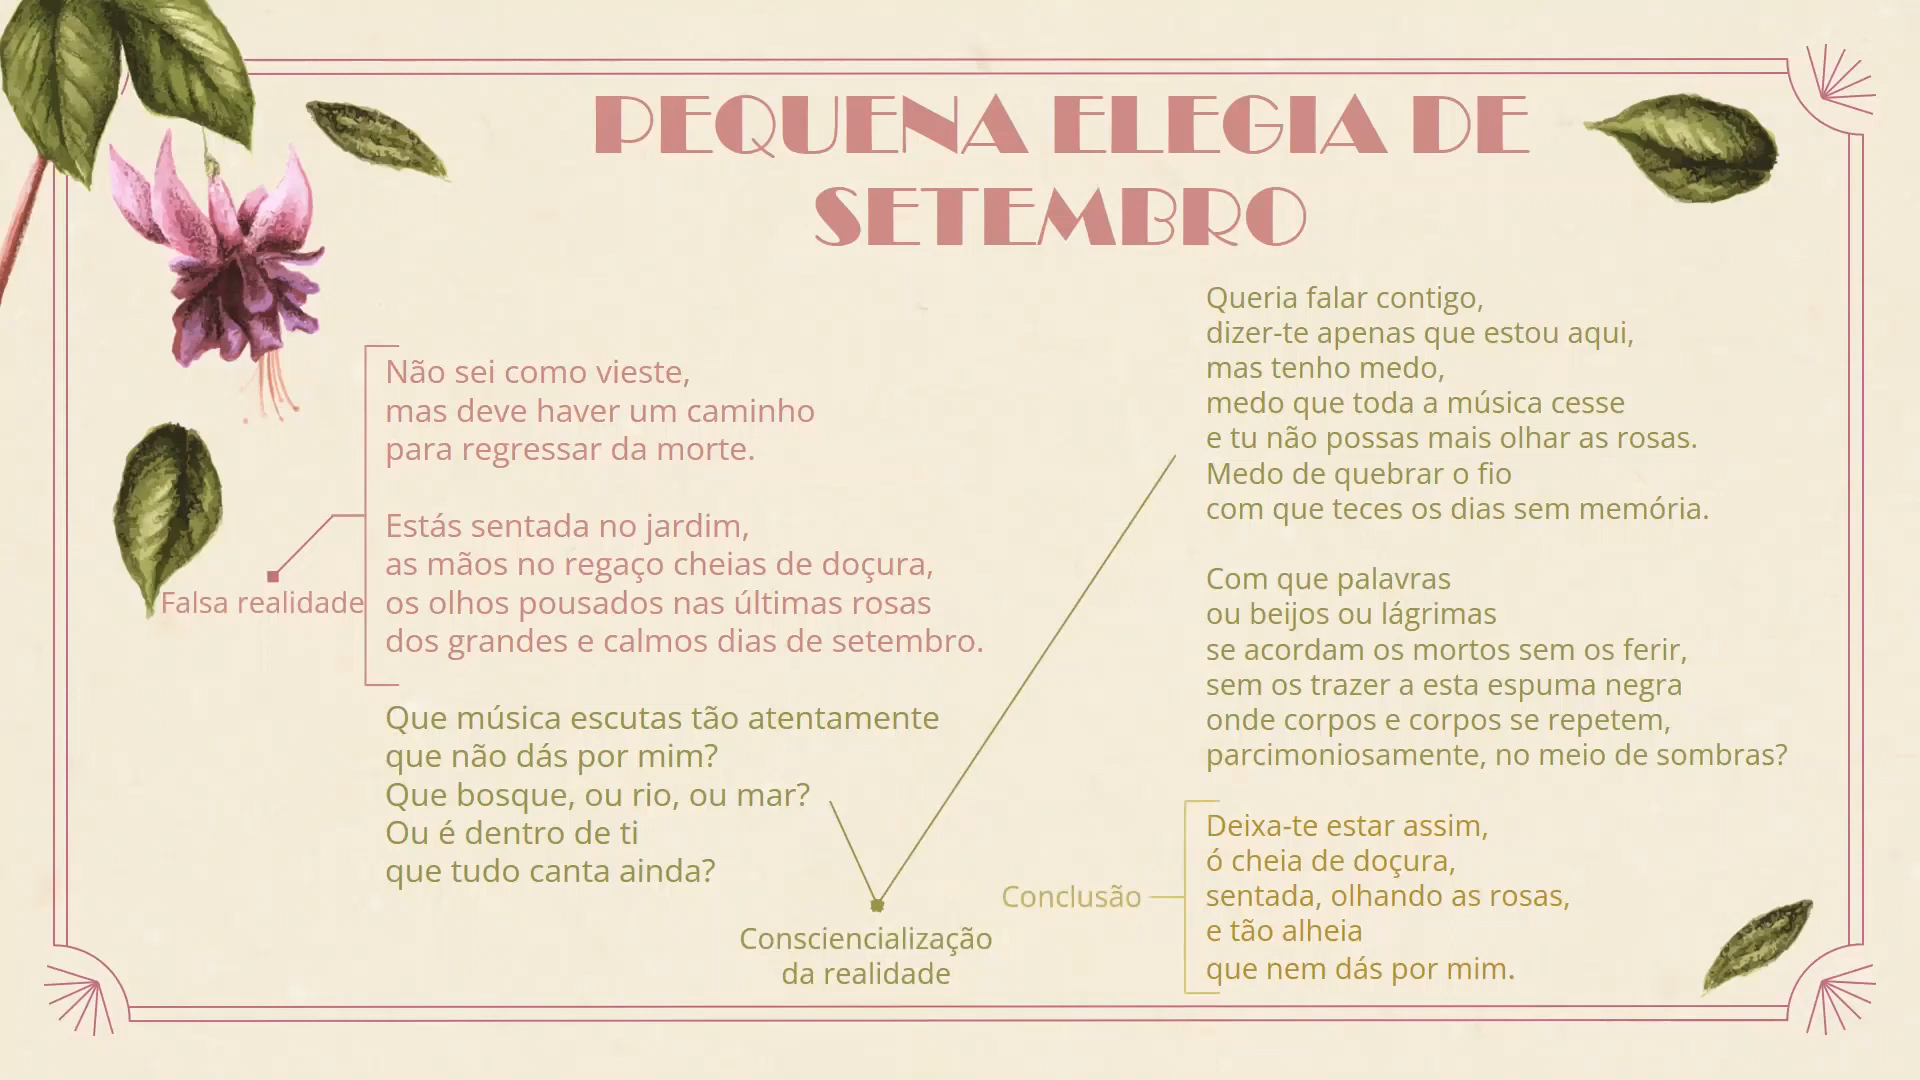 PEQUENA ELEGIA DE
SETEMBRO
Não sei como vieste,
mas deve haver um caminho
para regressar da morte.
Estás sentada no jardim,
as mãos no regaço cheias de doçura,
os olhos pousados nas últimas rosas
dos grandes e calmos dias de setembro.
Falsa realidade
Que música escutas tão atentamente
que não dás por mim?
Que bosque, ou rio, ou mar?
Ou é dentro de ti
que tudo canta ainda?
Queria falar contigo,
dizer-te apenas que estou aqui,
mas tenho medo,
medo que toda a música cesse
e tu não possas mais olhar as rosas.
Medo de quebrar o fio
com que teces os dias sem memória.
Com que palavras
ou beijos ou lágrimas
se acordam os mortos sem os ferir,
sem os trazer a esta espuma negra
onde corpos e corpos se repetem,
parcimoniosamente, no meio de sombras?
Consciencialização
da realidade
Deixa-te estar assim,
ó cheia de doçura,
sentada, olhando as rosas,
e tão alheia
que nem dás por mim.
Conclusão